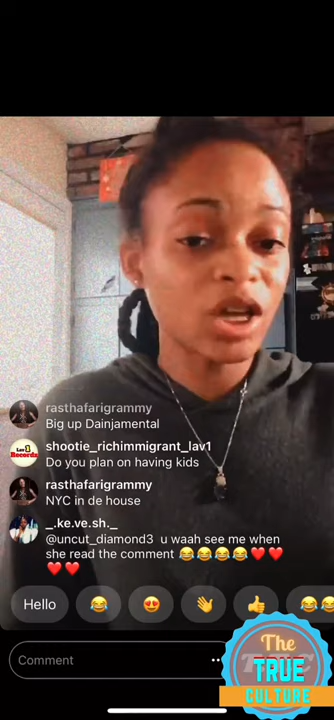 rasthafarigrammy
Big up Dainjamental
shootie_richimmigrant_lav1
Do you plan on having kids
rasthafarigrammy
NYC in de house
_.ke.ve.sh._
@uncut_diamond3 u waah see me when
she read the comment 😂😂😂😂❤️❤️
❤️❤️
Hello
Comment
The
TRUE
CULTURE